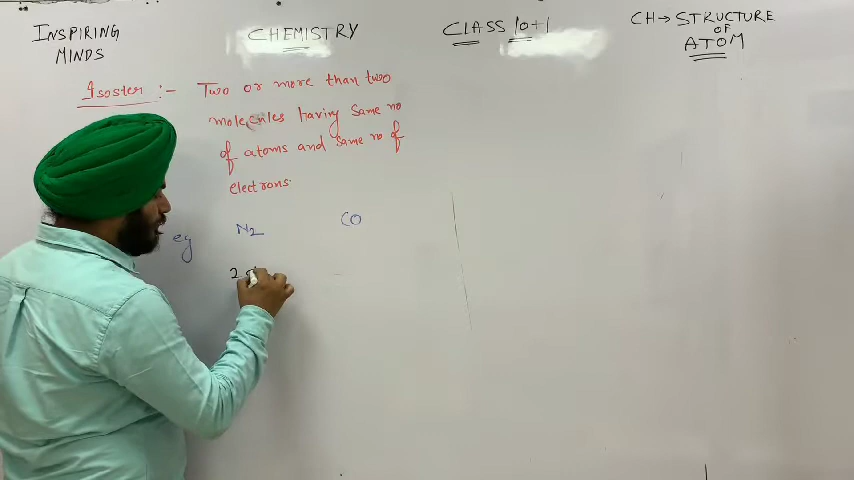 INSPIRING
MINDS
CHEMISTRY
CLASS 10+1
CH→ STRUCTURE
OF
ATOM
Isoster :- Two or more than two
molecules having same no
of atoms and same no of
electrons.
eg N2 CO
2